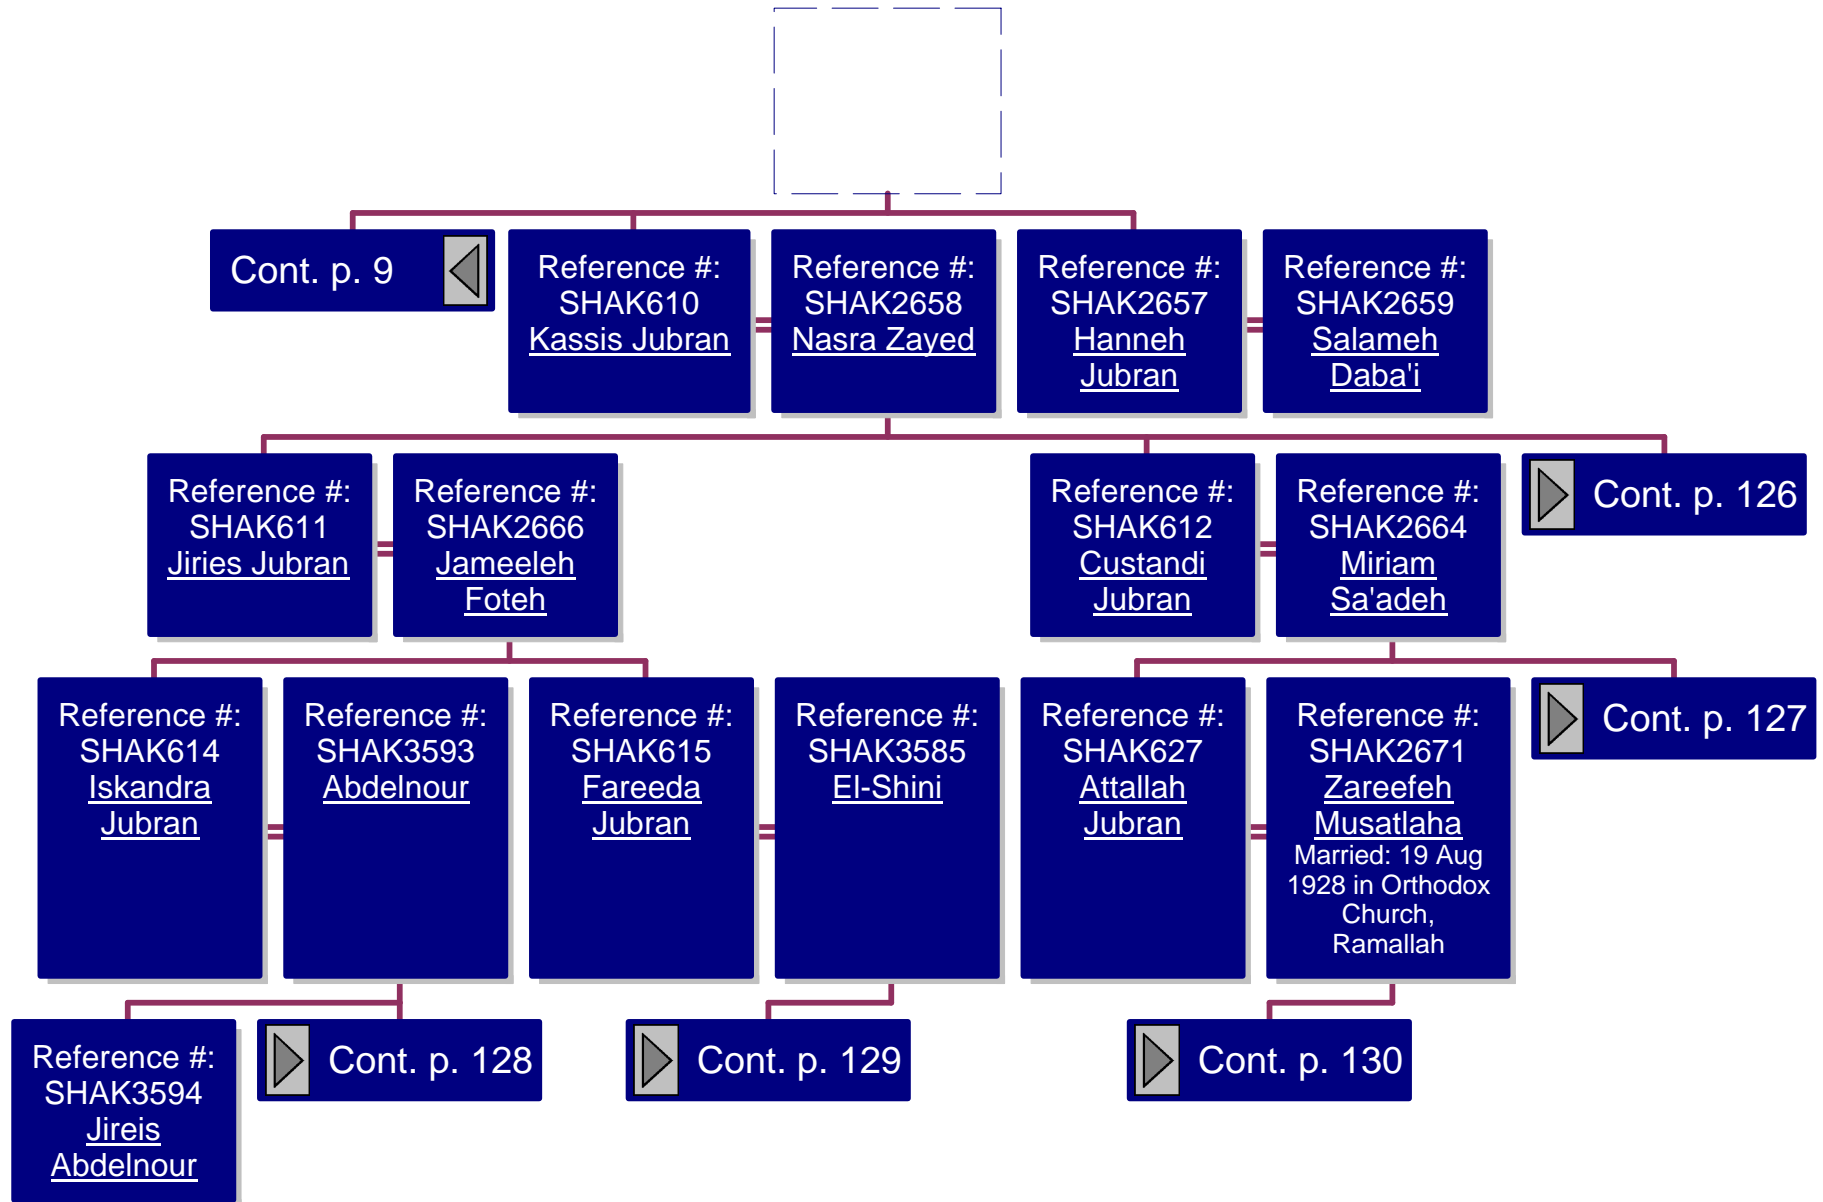 Cont. p. 9
Reference #:
SHAK610
Kassis Jubran
Reference #:
SHAK2658
Nasra Zayed
Reference #:
SHAK2657
Hanneh
Jubran
Reference #:
SHAK2659
Salameh
Daba'i
Reference #:
SHAK611
Jiries Jubran
Reference #:
SHAK2666
Jameeleh
Foteh
Reference #:
SHAK612
Custandi
Jubran
Reference #:
SHAK2664
Miriam
Sa'adeh
Cont. p. 126
Reference #:
SHAK614
Iskandra
Jubran
Reference #:
SHAK3593
Abdelnour
Reference #:
SHAK615
Fareeda
Jubran
Reference #:
SHAK3585
El-Shini
Reference #:
SHAK627
Attallah
Jubran
Reference #:
SHAK2671
Zareefeh
Musatlaha
Married: 19 Aug
1928 in Orthodox
Church,
Ramallah
Cont. p. 127
Reference #:
SHAK3594
Jireis
Abdelnour
Cont. p. 128
Cont. p. 129
Cont. p. 130